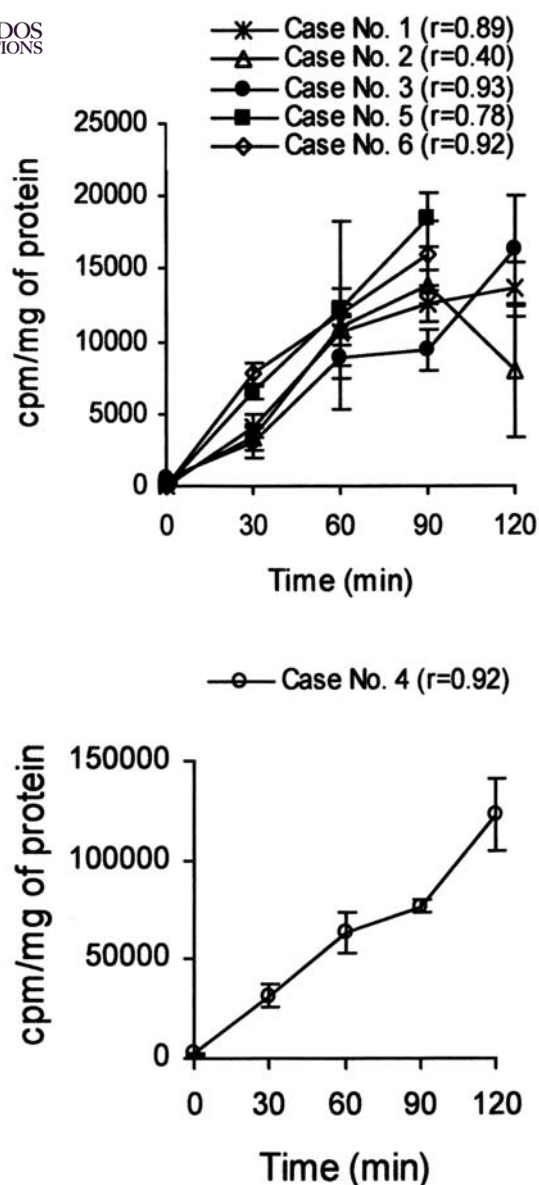 DOS
IONS
Case No. 1 (r=0.89)
Case No. 2 (r=0.40)
Case No. 3 (r=0.93)
Case No. 5 (r=0.78)
Case No. 6 (r=0.92)
cpm/mg of protein
25000
20000
15000
10000
5000
0
0 30 60 90 120
Time (min)
Case No. 4 (r=0.92)
cpm/mg of protein
150000
100000
50000
0
0 30 60 90 120
Time (min)